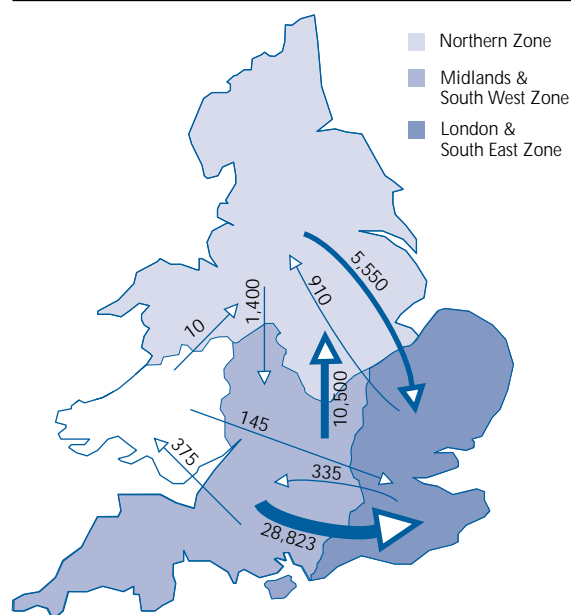 Northern Zone
Midlands &
South West Zone
London &
South East Zone
5,550
910
1,400
10
10,500
145
375
335
28,823